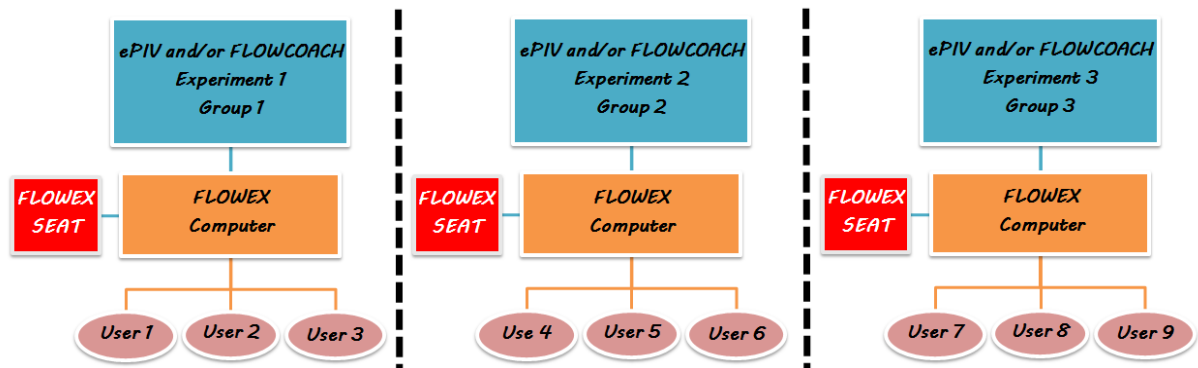 ePIV and/or FLOWCOACH
Experiment 1
Group 1
FLOWEX
SEAT
FLOWEX
Computer
User 1
User 2
User 3
ePIV and/or FLOWCOACH
Experiment 2
Group 2
FLOWEX
SEAT
FLOWEX
Computer
Use 4
User 5
User 6
ePIV and/or FLOWCOACH
Experiment 3
Group 3
FLOWEX
SEAT
FLOWEX
Computer
User 7
User 8
User 9